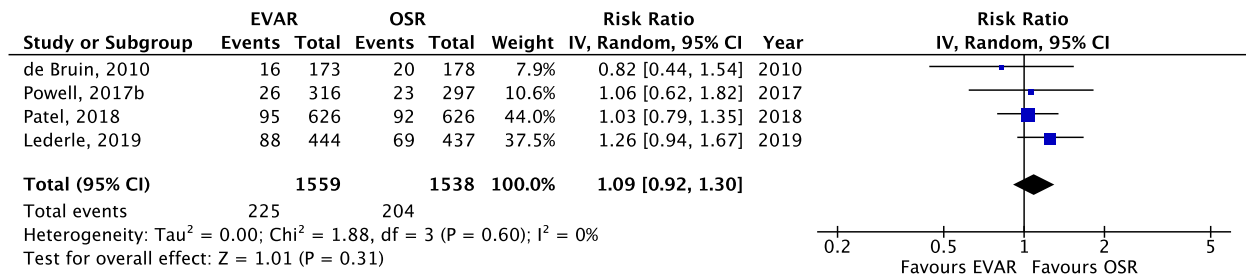 EVAR OSR Risk Ratio Risk Ratio
Study or Subgroup Events Total Events Total Weight IV, Random, 95% CI Year IV, Random, 95% CI
de Bruin, 2010 16 173 20 178 7.9% 0.82 [0.44, 1.54] 2010
Powell, 2017b 26 316 23 297 10.6% 1.06 [0.62, 1.82] 2017
Patel, 2018 95 626 92 626 44.0% 1.03 [0.79, 1.35] 2018
Lederle, 2019 88 444 69 437 37.5% 1.26 [0.94, 1.67] 2019
Total (95% CI) 1559 1538 100.0% 1.09 [0.92, 1.30]
Total events 225 204
Heterogeneity: Tau² = 0.00; Chi² = 1.88, df = 3 (P = 0.60); I² = 0%
Test for overall effect: Z = 1.01 (P = 0.31)
0.2 0.5 1 2 5
Favours EVAR Favours OSR